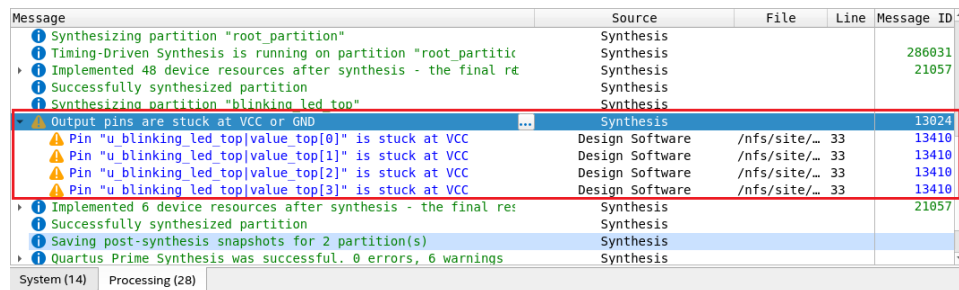 Message Source File Line Message ID
Synthesizing partition "root_partition" Synthesis
Timing-Driven Synthesis is running on partition "root_partitic Synthesis 286031
Implemented 48 device resources after synthesis - the final re Synthesis 21057
Successfully synthesized partition Synthesis
Synthesizing partition "blinking_led_top" Synthesis
Output pins are stuck at VCC or GND ... Synthesis 13024
Pin "u_blinking_led_top|value_top[0]" is stuck at VCC Design Software /nfs/site/… 33 13410
Pin "u_blinking_led_top|value_top[1]" is stuck at VCC Design Software /nfs/site/… 33 13410
Pin "u_blinking_led_top|value_top[2]" is stuck at VCC Design Software /nfs/site/… 33 13410
Pin "u_blinking_led_top|value_top[3]" is stuck at VCC Design Software /nfs/site/… 33 13410
Implemented 6 device resources after synthesis - the final res Synthesis 21057
Successfully synthesized partition Synthesis
Saving post-synthesis snapshots for 2 partition(s) Synthesis
Quartus Prime Synthesis was successful. 0 errors, 6 warnings Synthesis
System (14) Processing (28)